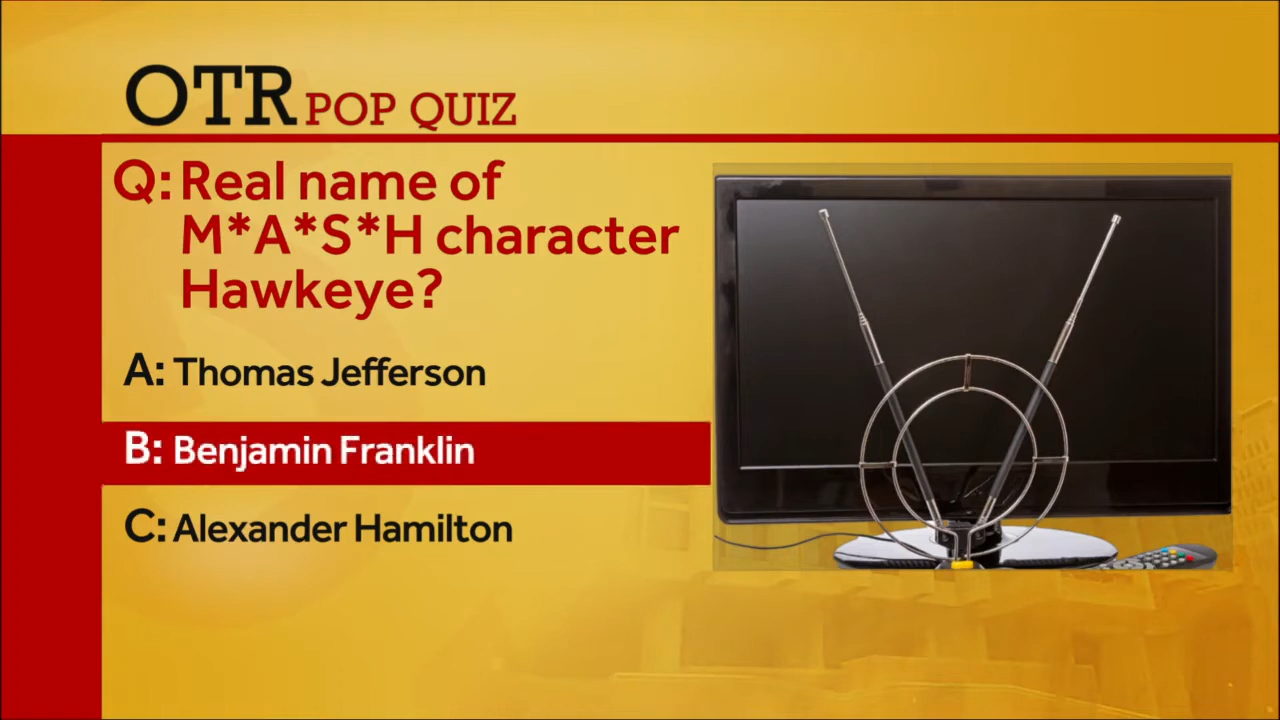 OTR POP QUIZ
Q: Real name of
M*A*S*H character
Hawkeye?
A: Thomas Jefferson
B: Benjamin Franklin
C: Alexander Hamilton